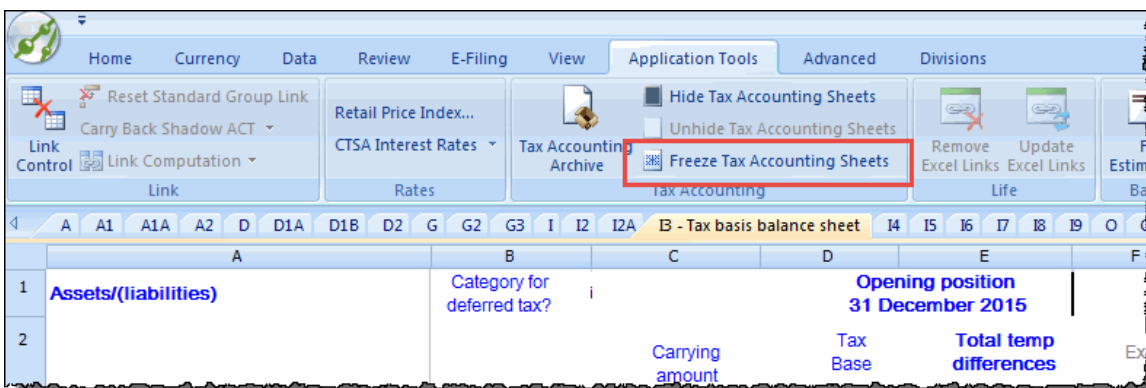 Home Currency Data Review E-Filing View Application Tools Advanced Divisions
Reset Standard Group Link
Carry Back Shadow ACT
Link Control
Link Computation
Link
Retail Price Index...
CTSA Interest Rates
Rates
Tax Accounting Archive
Hide Tax Accounting Sheets
Unhide Tax Accounting Sheets
Freeze Tax Accounting Sheets
Tax Accounting
Remove Excel Links
Update Excel Links
Life
Estim
Ba
A A1 A1A A2 D D1A D1B D2 G G2 G3 I I2 I2A I3 - Tax basis balance sheet I4 I5 I6 I7 I8 I9 O
A B C D E F
1 Assets/(liabilities)
Category for
deferred tax?
i
Opening position
31 December 2015
2
Carrying
amount
Tax
Base
Total temp
differences
Ex